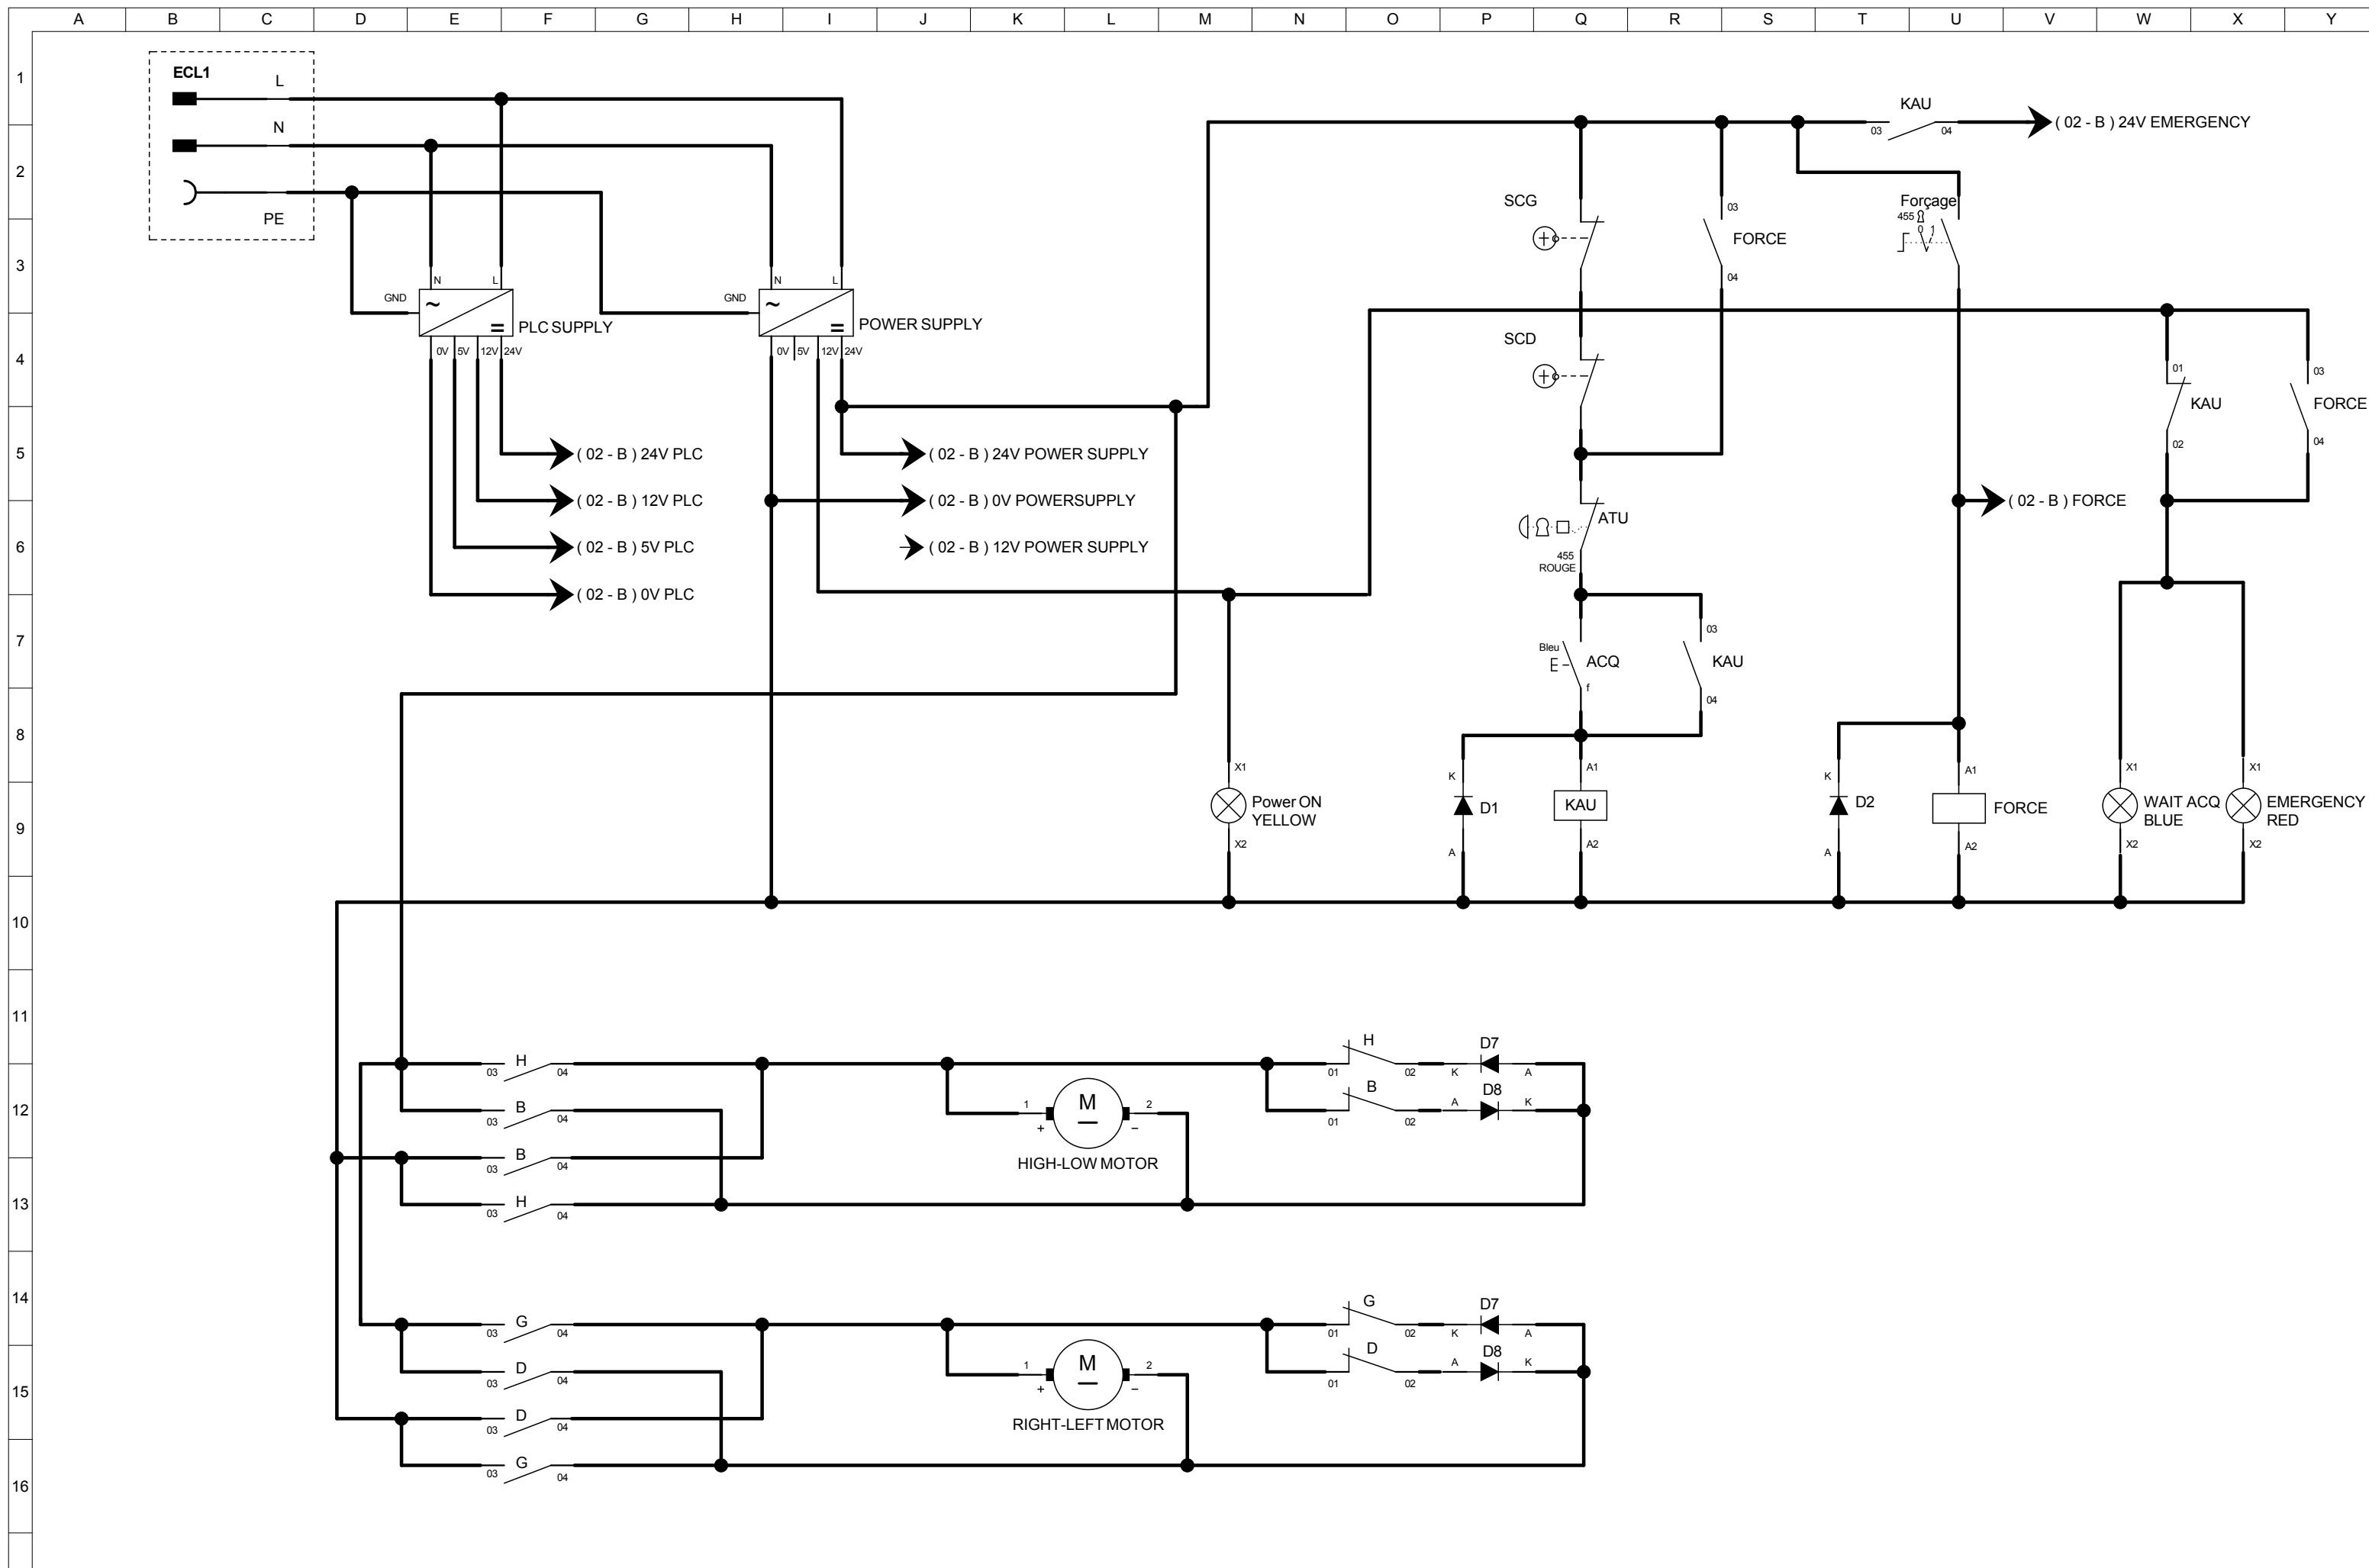 A B C D E F G H I J K L M N O P Q R S T U V W X Y
1
2
3
4
5
6
7
8
9
10
11
12
13
14
15
16
ECL1
L
N
PE
N L
GND
PLC SUPPLY
0V 5V 12V 24V
N L
GND
POWER SUPPLY
0V 5V 12V 24V
( 02 - B ) 24V PLC
( 02 - B ) 12V PLC
( 02 - B ) 5V PLC
( 02 - B ) 0V PLC
( 02 - B ) 24V POWER SUPPLY
( 02 - B ) 0V POWERSUPPLY
( 02 - B ) 12V POWER SUPPLY
KAU
03 04
( 02 - B ) 24V EMERGENCY
SCG
03
FORCE
04
Forçage
455
0 1
SCD
01
KAU
02
03
FORCE
04
( 02 - B ) FORCE
ATU
455
ROUGE
Bleu
ACQ
f
03
KAU
04
X1
Power ON
YELLOW
X2
K
D1
A
A1
KAU
A2
K
D2
A
A1
FORCE
A2
X1
WAIT ACQ
BLUE
X2
X1
EMERGENCY
RED
X2
03 H 04
03 B 04
03 B 04
03 H 04
1 M 2
+ −
HIGH-LOW MOTOR
H
01 02
D7
K A
B
01 02
D8
A K
03 G 04
03 D 04
03 D 04
03 G 04
1 M 2
+ −
RIGHT-LEFT MOTOR
G
01 02
D7
K A
D
01 02
D8
A K